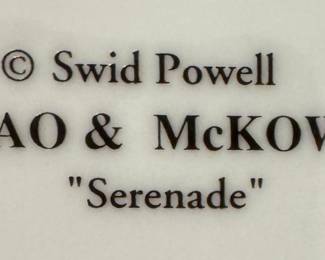 © Swid Powell
AO & McKOW
"Serenade"